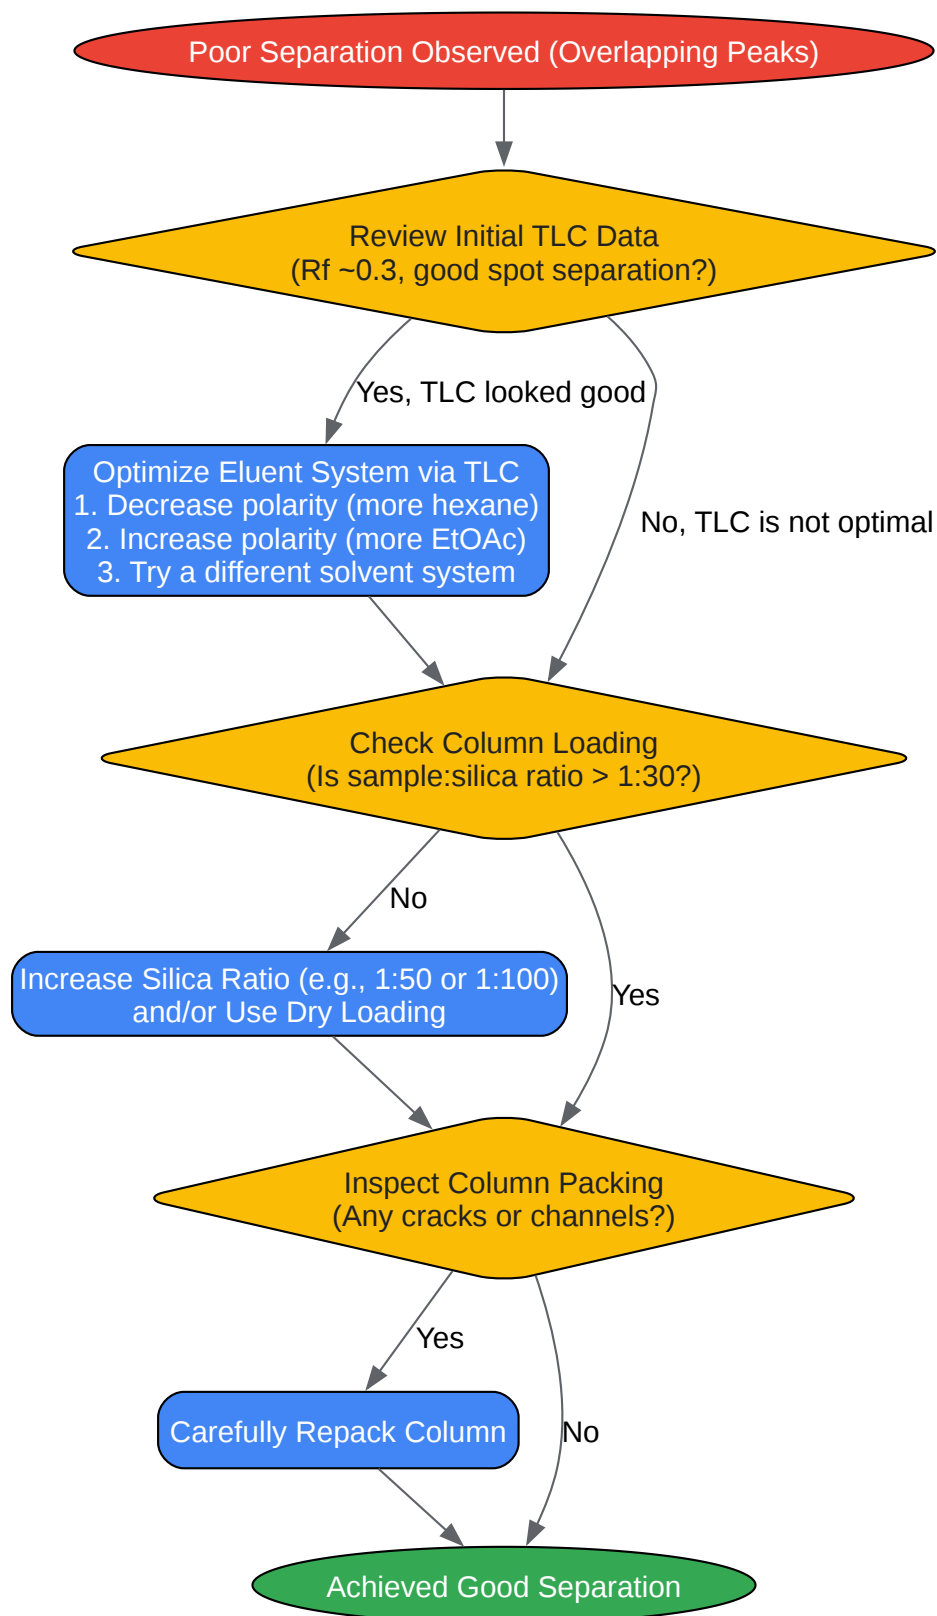 Poor Separation Observed (Overlapping Peaks)
Review Initial TLC Data
(Rf ~0.3, good spot separation?)
Yes, TLC looked good
Optimize Eluent System via TLC
1. Decrease polarity (more hexane)
2. Increase polarity (more EtOAc)
3. Try a different solvent system
No, TLC is not optimal
Check Column Loading
(Is sample:silica ratio > 1:30?)
No
Increase Silica Ratio (e.g., 1:50 or 1:100)
and/or Use Dry Loading
Yes
Inspect Column Packing
(Any cracks or channels?)
Yes
Carefully Repack Column
No
Achieved Good Separation